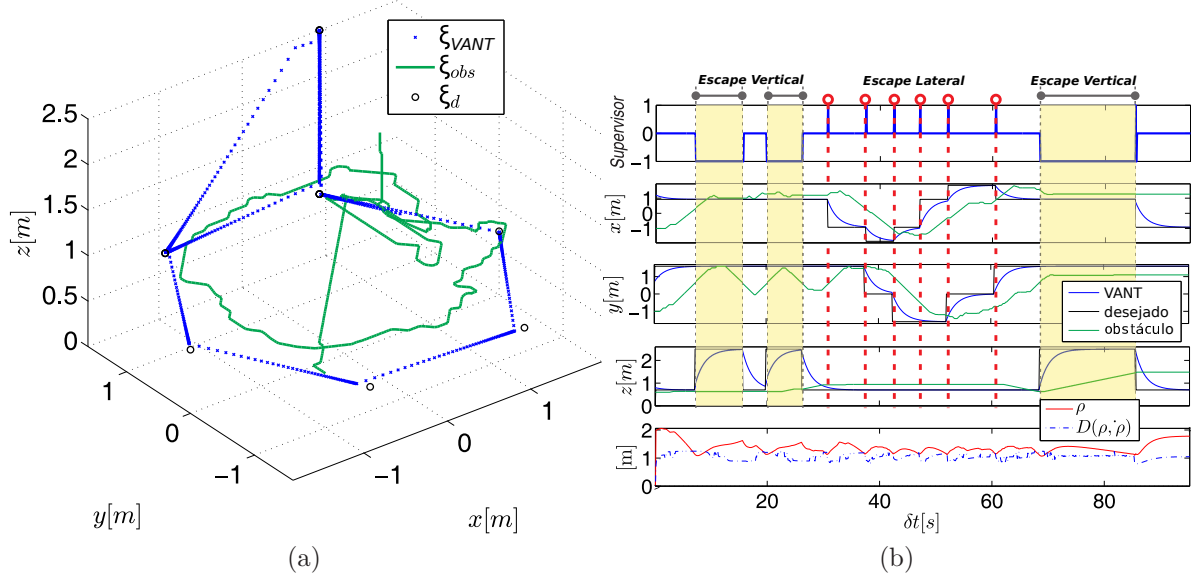 ξVANT
ξobs
ξd
2.5
2
1.5
1
0.5
0
z[m]
1
0
−1
y[m]
−1
0
1
x[m]
(a)
Escape Vertical Escape Lateral Escape Vertical
Supervisor
1
0
−1
x[m]
1
0
−1
y[m]
1
0
−1
VANT
desejado
obstáculo
z[m]
2
1
0
ρ
D(ρ, ρ̇)
[m]
2
1
0
0 20 40 60 80
δt[s]
(b)